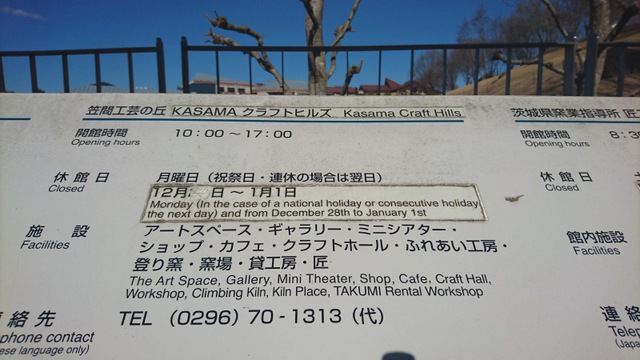 笠間工芸の丘 KASAMA クラフトヒルズ Kasama Craft Hills
開館時間 10:00～17:00
Opening hours
休館日 月曜日（祝祭日・連休の場合は翌日）
Closed 12月 日～1月1日
Monday (In the case of a national holiday or consecutive holiday
the next day) and from December 28th to January 1st
施設 アートスペース・ギャラリー・ミニシアター・
Facilities ショップ・カフェ・クラフトホール・ふれあい工房・
登り窯・窯場・貸工房・匠
The Art Space, Gallery, Mini Theater, Shop, Cafe, Craft Hall,
Workshop, Climbing Kiln, Kiln Place, TAKUMI Rental Workshop
連絡先 TEL (0296) 70-1313（代）
phone contact
ese language only)
茨城県窯業指導所 匠
開館時間 8:30
Opening hours
休館日
Closed
館内施設
Facilities
連絡
Telepho
(Japa